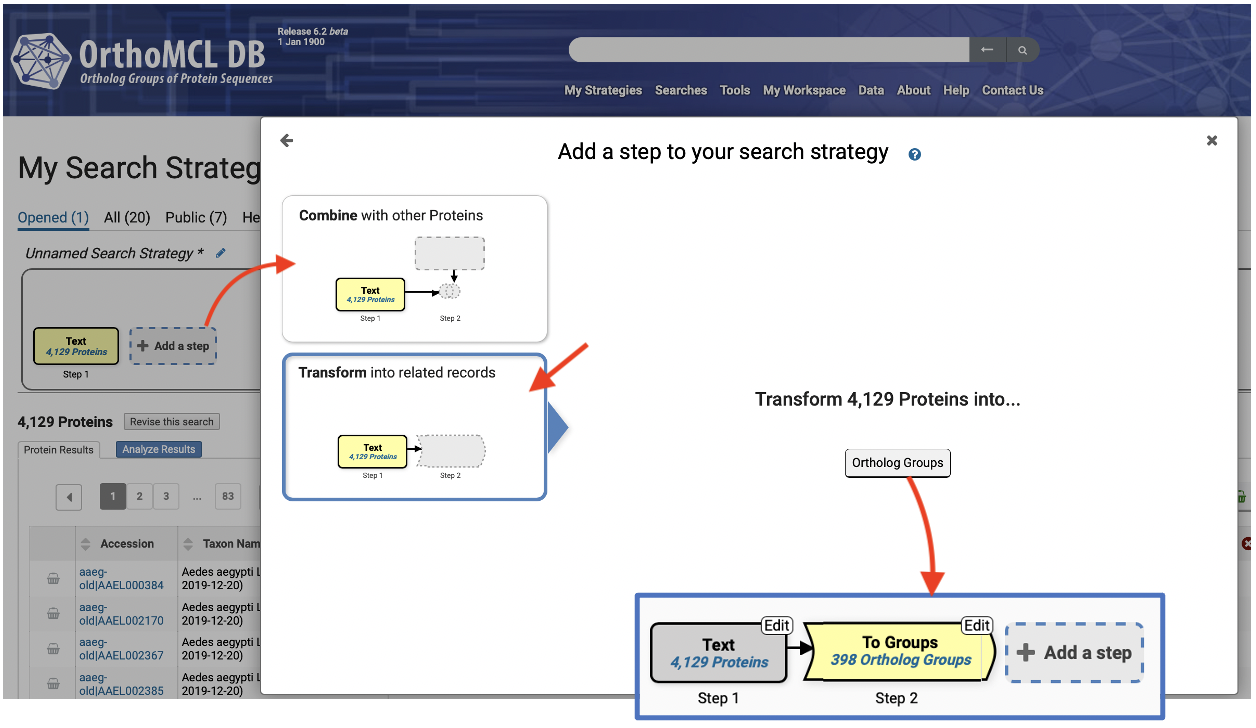 OrthoMCL DB
Ortholog Groups of Protein Sequences
Release 6.2 beta
1 Jan 1900
My Strategies Searches Tools My Workspace Data About Help Contact Us
My Search Strateg
Opened (1) All (20) Public (7) He
Unnamed Search Strategy *
Text
4,129 Proteins
Step 1
+ Add a step
4,129 Proteins
Revise this search
Protein Results
Analyze Results
1 2 3 ... 83
Accession
Taxon Nam
aaeg-
old|AAEL000384
Aedes aegypti L
2019-12-20)
aaeg-
old|AAEL002170
Aedes aegypti L
2019-12-20)
aaeg-
old|AAEL002367
Aedes aegypti L
2019-12-20)
aaeg-
old|AAEL002385
Aedes aegypti L
2019-12-20)
Add a step to your search strategy
Combine with other Proteins
Text
4,129 Proteins
Step 1
Step 2
Transform into related records
Text
4,129 Proteins
Step 1
Step 2
Transform 4,129 Proteins into...
Ortholog Groups
Edit
Text
4,129 Proteins
Step 1
Edit
To Groups
398 Ortholog Groups
Step 2
+ Add a step